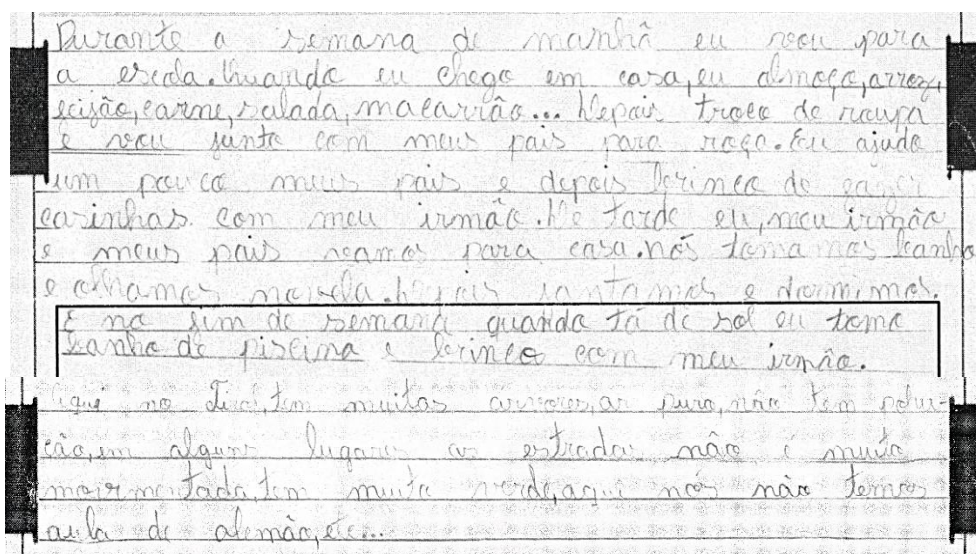 Durante a semana de manhã eu vou para
a escola. Quando eu chego em casa, eu almoço, arroz,
feijão, carne, salada, macarrão... Depois troco de roupa
e vou junto com meus pais para roça. Eu ajudo
um pouco meus pais e depois brinco de fazer
casinhas com meu irmão. De tarde eu, meu irmão
e meus pais vamos para casa. nós tomamos banho
e olhamos novela. Depois jantamos e dormimos.
E no fim de semana quando tá de sol eu tomo
banho de piscina e brinco com meu irmão.
no tem muitas arvores, ar puro, não tem polui-
ção, em alguns lugares as estradas não é muito
movimentada, tem muito verde, aqui nós não temos
aula de alemão, etc...